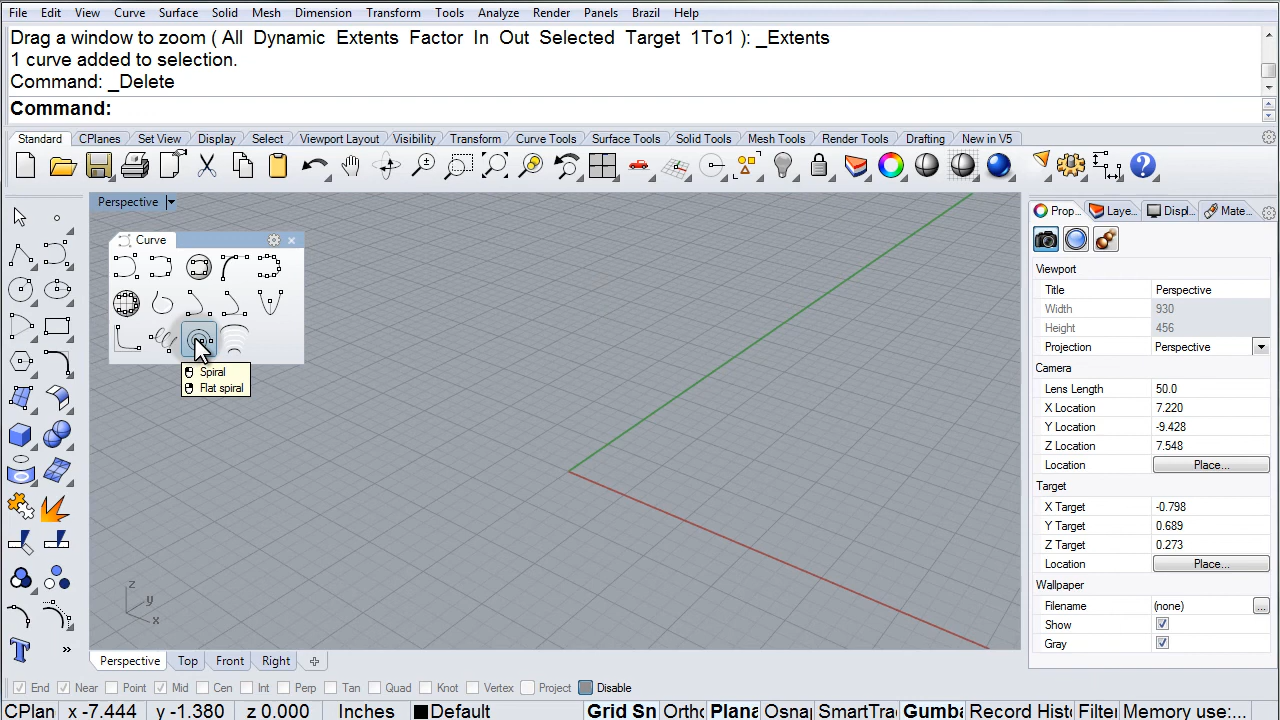 File Edit View Curve Surface Solid Mesh Dimension Transform Tools Analyze Render Panels Brazil Help
Drag a window to zoom ( All Dynamic Extents Factor In Out Selected Target 1To1 ): _Extents
1 curve added to selection.
Command: _Delete
Command:
Standard CPlanes Set View Display Select Viewport Layout Visibility Transform Curve Tools Surface Tools Solid Tools Mesh Tools Render Tools Drafting New in V5
Perspective
Prop... Laye... Displ... Mate...
Curve
Spiral
Flat spiral
Viewport
Title Perspective
Width 930
Height 456
Projection Perspective
Camera
Lens Length 50.0
X Location 7.220
Y Location -9.428
Z Location 7.548
Location Place...
Target
X Target -0.798
Y Target 0.689
Z Target 0.273
Location Place...
Wallpaper
Filename (none) ...
Show
Gray
z
y
x
T
Perspective Top Front Right
End Near Point Mid Cen Int Perp Tan Quad Knot Vertex Project Disable
CPlan x -7.444 y -1.380 z 0.000 Inches Default Grid Sn Ortho Plana Osnap SmartTra Gumba Record Histo Filter Memory use:...